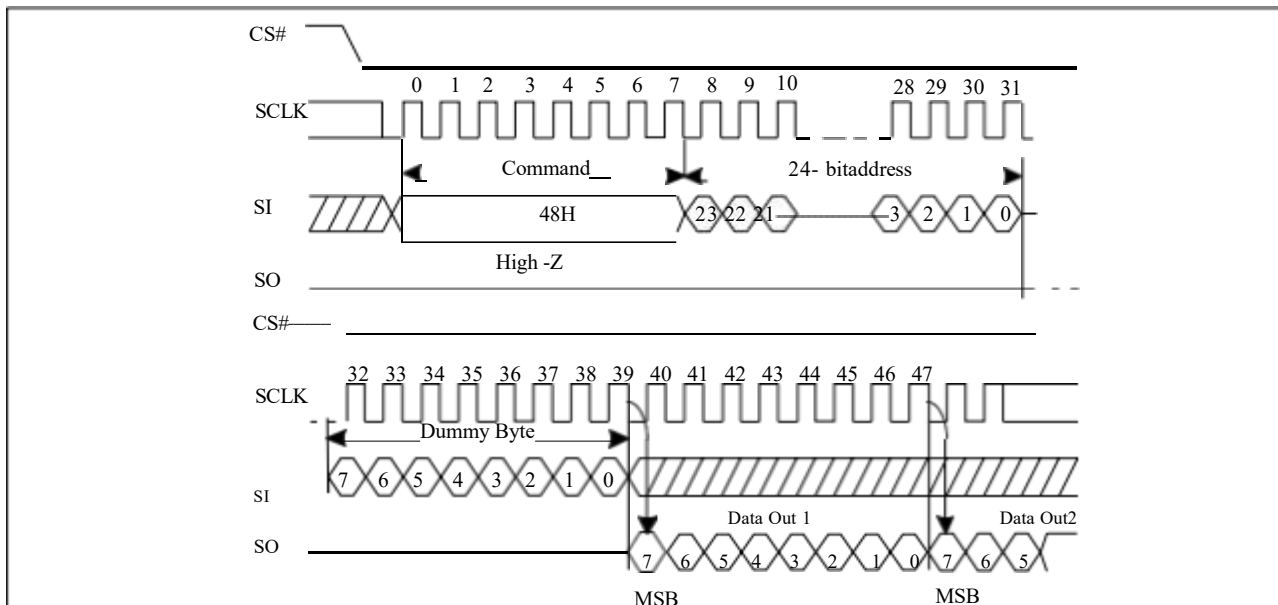 CS#
0 1 2 3 4 5 6 7 8 9 10 28 29 30 31
SCLK
Command 24- bitaddress
SI 48H 23 22 21 3 2 1 0
High -Z
SO
CS#
32 33 34 35 36 37 38 39 40 41 42 43 44 45 46 47
SCLK
Dummy Byte
SI 7 6 5 4 3 2 1 0
Data Out 1 Data Out2
SO 7 6 5 4 3 2 1 0 7 6 5
MSB MSB